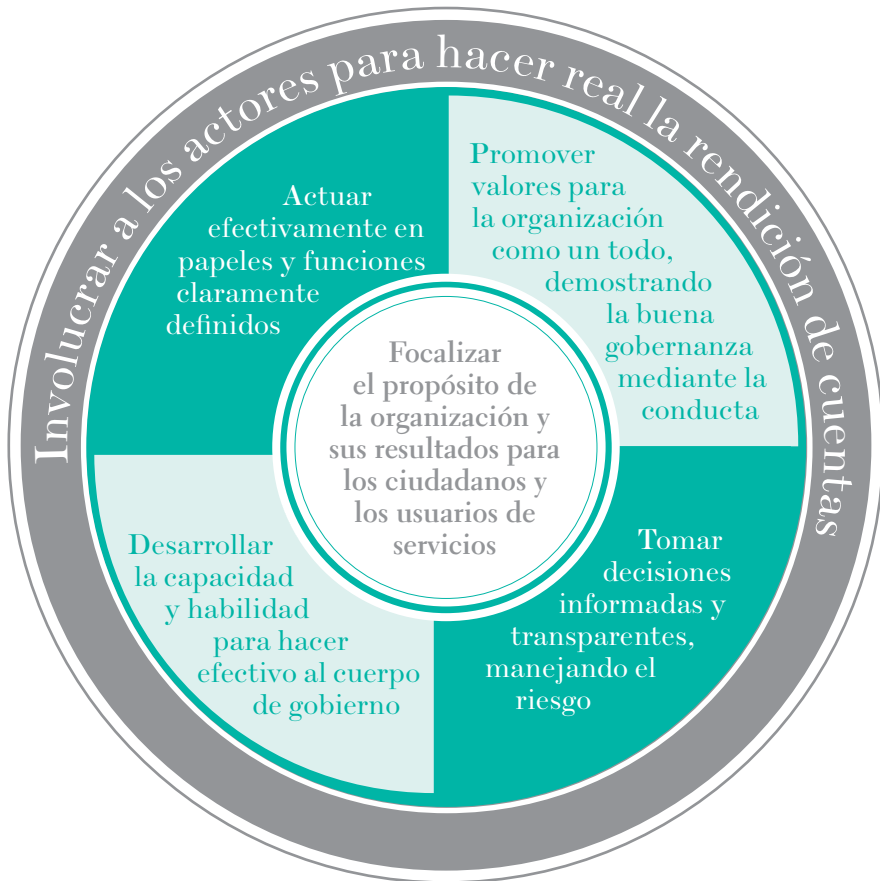 Involucrar a los actores para hacer real la rendición de cuentas
Actuar
efectivamente en
papeles y funciones
claramente
definidos
Promover
valores para
la organización
como un todo,
demostrando
la buena
gobernanza
mediante la
conducta
Focalizar
el propósito de
la organización y
sus resultados para
los ciudadanos y
los usuarios de
servicios
Desarrollar
la capacidad
y habilidad
para hacer
efectivo al cuerpo
de gobierno
Tomar
decisiones
informadas y
transparentes,
manejando el
riesgo